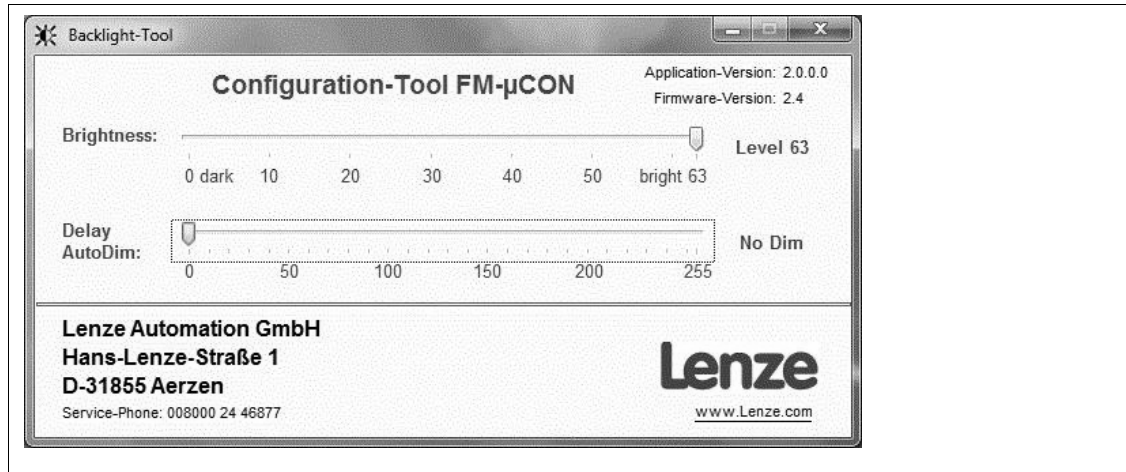 Backlight-Tool
Configuration-Tool FM-µCON
Application-Version: 2.0.0.0
Firmware-Version: 2.4
Brightness:
Level 63
0 dark 10 20 30 40 50 bright 63
Delay
AutoDim:
No Dim
0 50 100 150 200 255
Lenze Automation GmbH
Hans-Lenze-Straße 1
D-31855 Aerzen
Service-Phone: 008000 24 46877
Lenze
www.Lenze.com